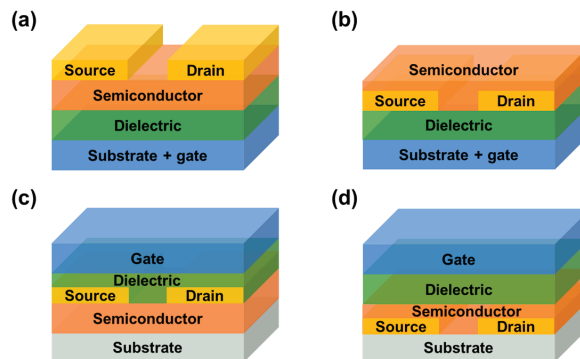 (a)
Source
Drain
Semiconductor
Dielectric
Substrate + gate
(b)
Semiconductor
Source
Drain
Dielectric
Substrate + gate
(c)
Gate
Dielectric
Source
Drain
Semiconductor
Substrate
(d)
Gate
Dielectric
Semiconductor
Source
Drain
Substrate